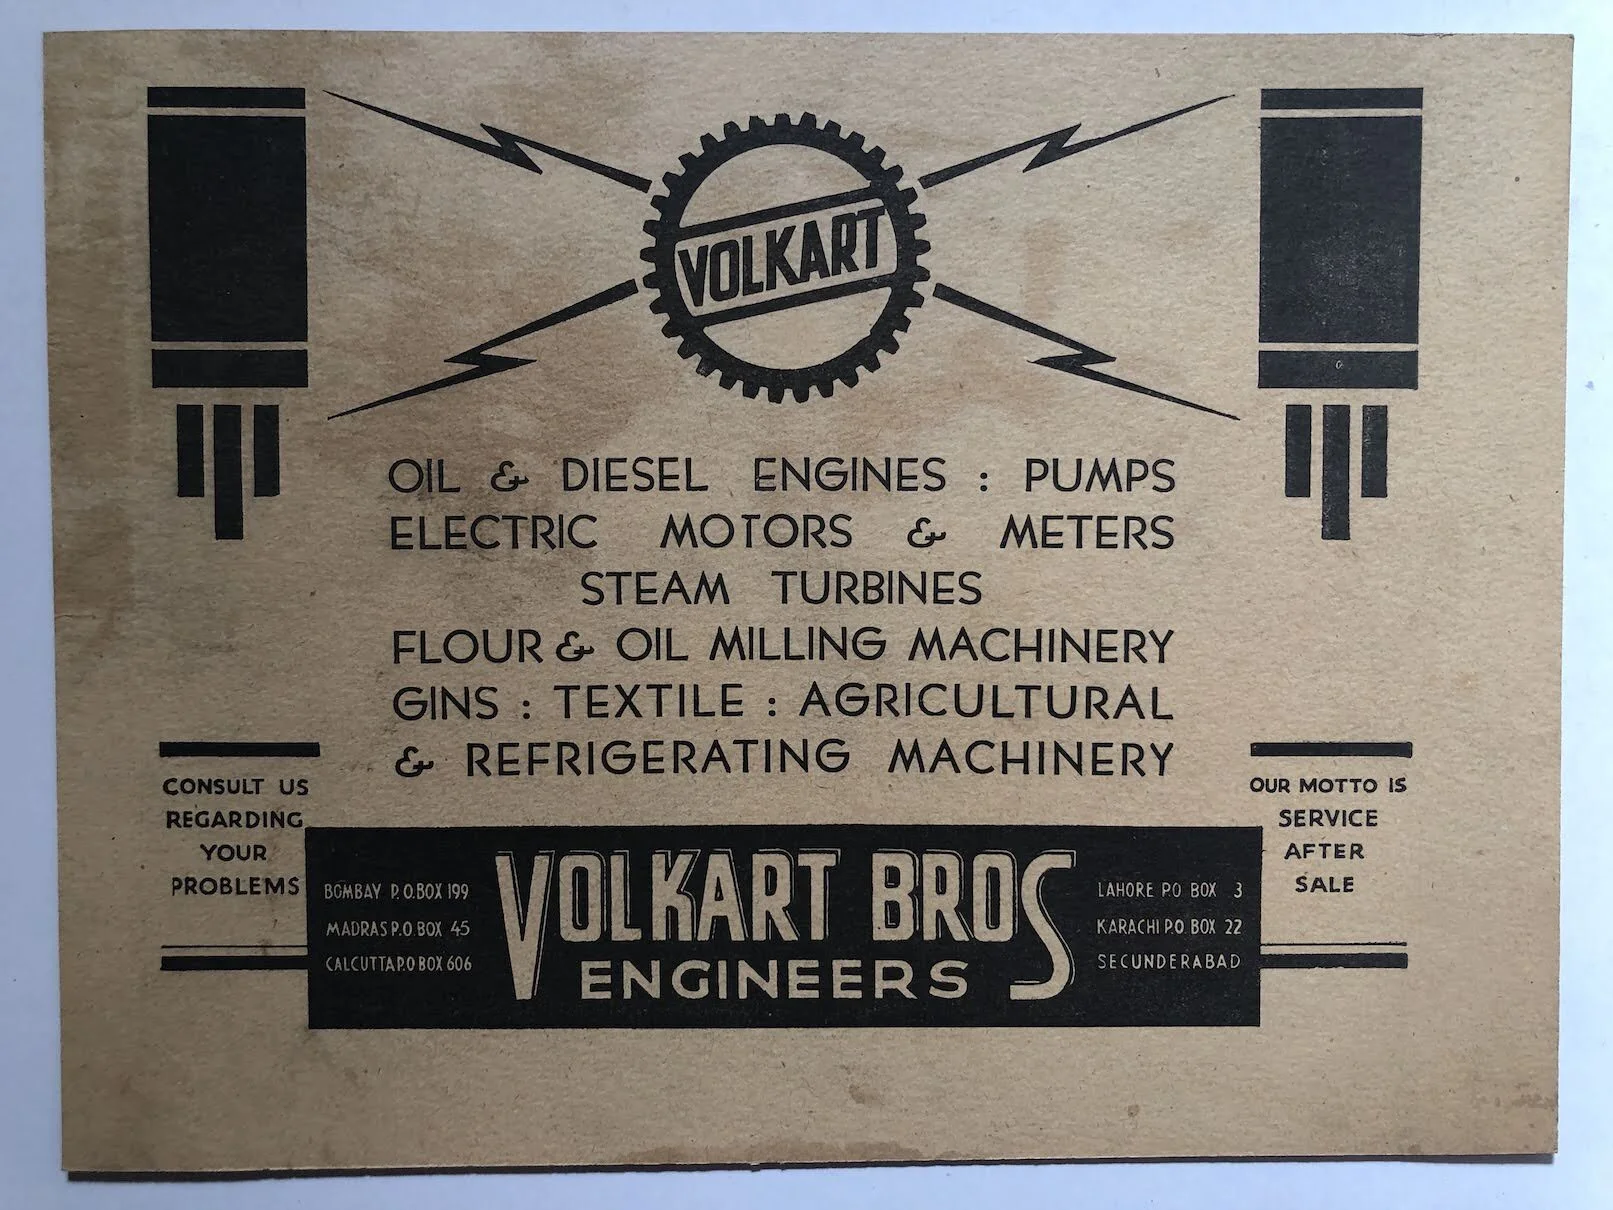 VOLKART
OIL & DIESEL ENGINES : PUMPS
ELECTRIC MOTORS & METERS
STEAM TURBINES
FLOUR & OIL MILLING MACHINERY
GINS : TEXTILE : AGRICULTURAL
& REFRIGERATING MACHINERY
CONSULT US
REGARDING
YOUR
PROBLEMS
OUR MOTTO IS
SERVICE
AFTER
SALE
BOMBAY P.O.BOX 199
MADRAS P.O.BOX 45
CALCUTTA P.O BOX 606
VOLKART BROS
ENGINEERS
LAHORE P.O BOX 3
KARACHI P.O. BOX 22
SECUNDERABAD